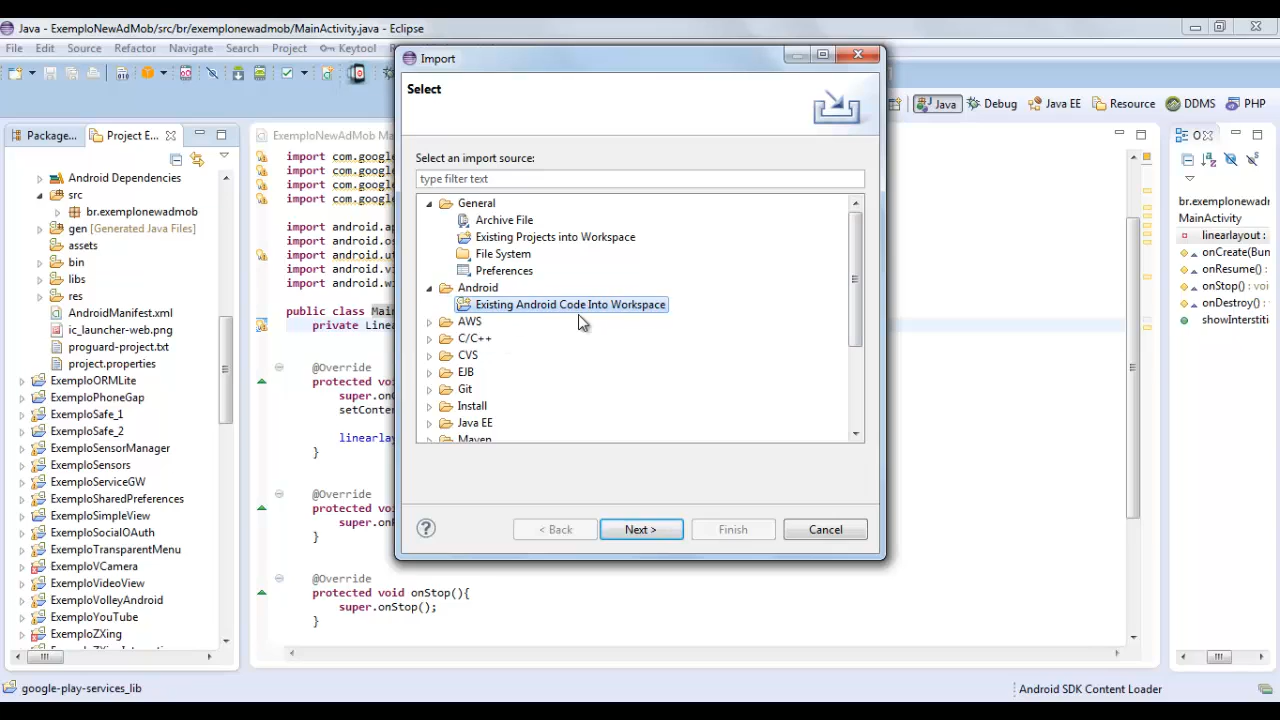 Java - ExemploNewAdMob/src/br/exemplonewadmob/MainActivity.java - Eclipse
File Edit Source Refactor Navigate Search Project Keytool
Java Debug Java EE Resource DDMS PHP
Package... Project E...
Android Dependencies
src
br.exemplonewadmob
gen [Generated Java Files]
assets
bin
libs
res
AndroidManifest.xml
ic_launcher-web.png
proguard-project.txt
project.properties
ExemploORMLite
ExemploPhoneGap
ExemploSafe_1
ExemploSafe_2
ExemploSensorManager
ExemploSensors
ExemploServiceGW
ExemploSharedPreferences
ExemploSimpleView
ExemploSocialOAuth
ExemploTransparentMenu
ExemploVCamera
ExemploVideoView
ExemploVolleyAndroid
ExemploYouTube
ExemploZXing
ExemploNewAdMob
import com.google
import com.google
import com.google
import com.google
import android.a
import android.o
import android.u
import android.v
import android.w
public class Mai
private Line
@Override
protected vo
super.on
setConte
linearla
}
@Override
protected vo
super.on
}
@Override
protected void onStop(){
super.onStop();
}
Import
Select
Select an import source:
type filter text
General
Archive File
Existing Projects into Workspace
File System
Preferences
Android
Existing Android Code Into Workspace
AWS
C/C++
CVS
EJB
Git
Install
Java EE
Maven
? < Back Next > Finish Cancel
O
br.exemplonewadm
MainActivity
linearlayout :
onCreate(Bun
onResume() :
onStop() : 
onDestroy() :
showInterstiti
google-play-services_lib
Android SDK Content Loader